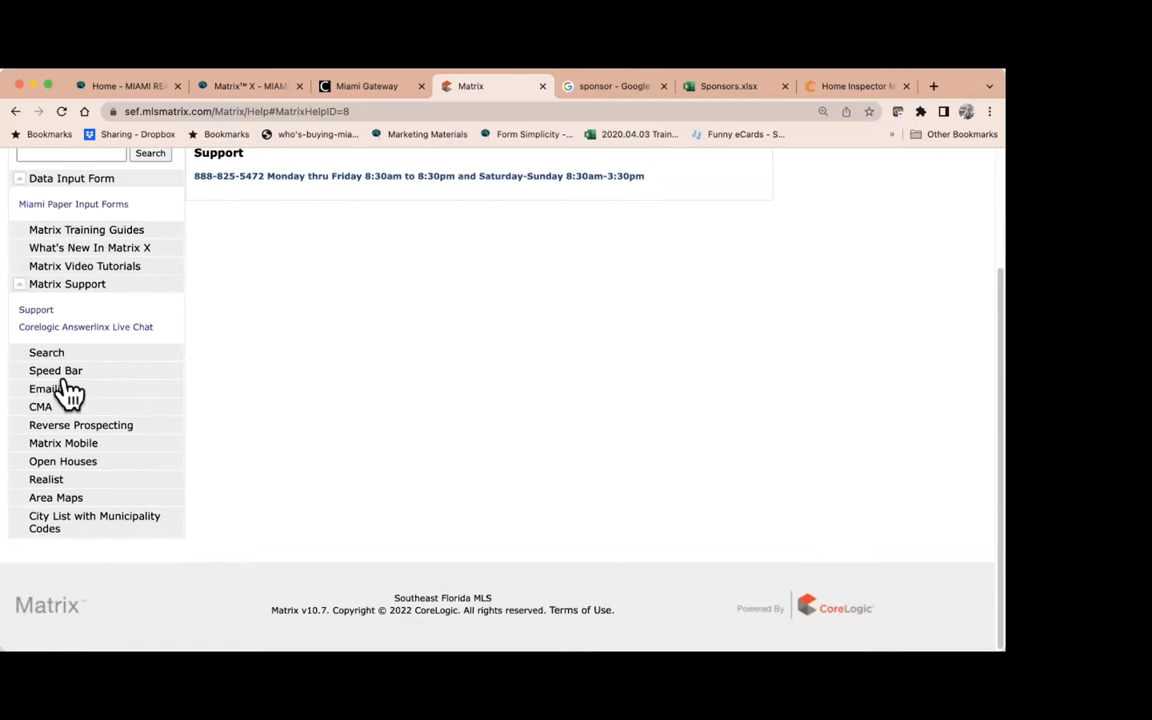 Home - MIAMI RE
Matrix™ X - MIAM
Miami Gateway
Matrix
sponsor - Google
Sponsors.xlsx
Home Inspector M
sef.mlsmatrix.com/Matrix/Help#MatrixHelpID=8
Bookmarks
Sharing - Dropbox
Bookmarks
who's-buying-mia...
Marketing Materials
Form Simplicity -...
2020.04.03 Train...
Funny eCards - S...
»
Other Bookmarks
Search
Support
888-825-5472 Monday thru Friday 8:30am to 8:30pm and Saturday-Sunday 8:30am-3:30pm
Data Input Form
Miami Paper Input Forms
Matrix Training Guides
What's New In Matrix X
Matrix Video Tutorials
Matrix Support
Support
Corelogic Answerlinx Live Chat
Search
Speed Bar
Email
CMA
Reverse Prospecting
Matrix Mobile
Open Houses
Realist
Area Maps
City List with Municipality
Codes
Matrix™
Southeast Florida MLS
Matrix v10.7. Copyright © 2022 CoreLogic. All rights reserved. Terms of Use.
Powered By
CoreLogic